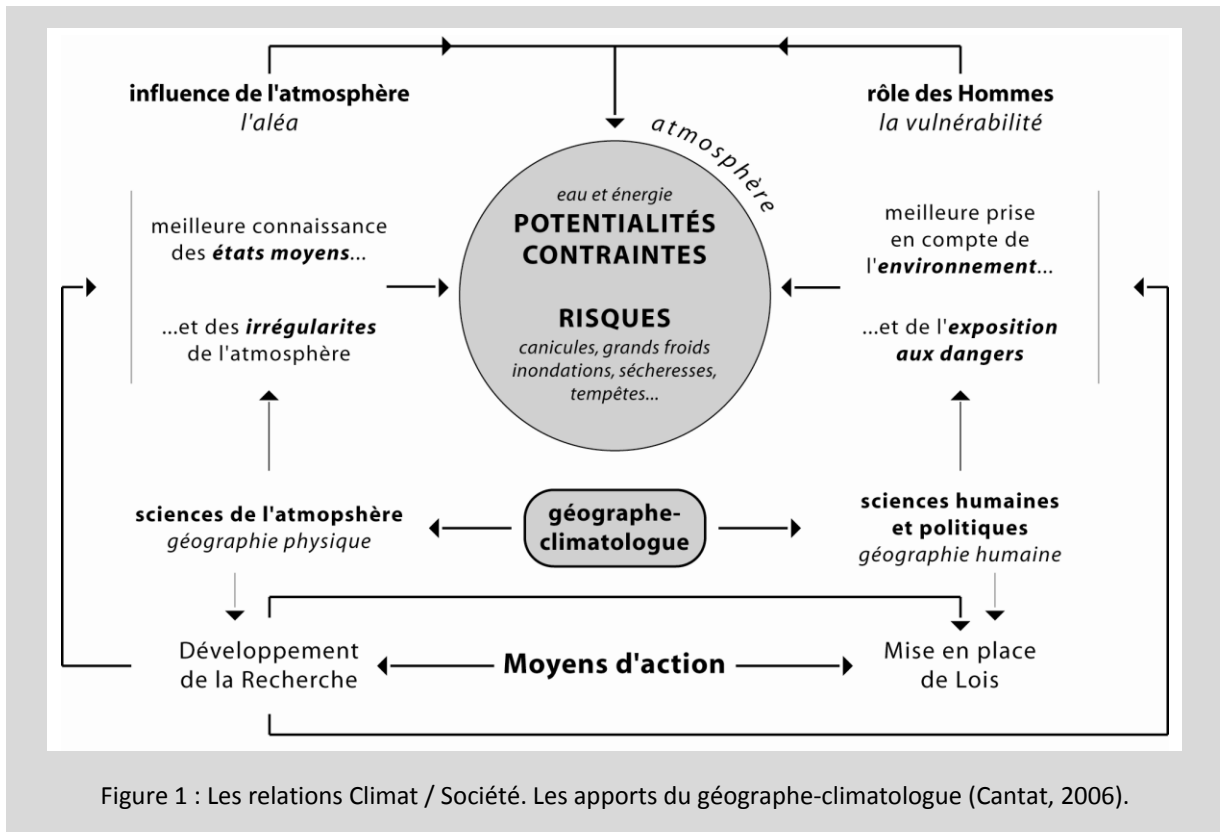 influence de l'atmosphère
l'aléa
rôle des Hommes
la vulnérabilité
atmosphère
meilleure connaissance
des états moyens...
...et des irrégularites
de l'atmosphère
eau et énergie
POTENTIALITÉS
CONTRAINTES
RISQUES
canicules, grands froids
inondations, sécheresses,
tempêtes...
meilleure prise
en compte de
l'environnement...
...et de l'exposition
aux dangers
sciences de l'atmopshère
géographie physique
géographe-
climatologue
sciences humaines
et politiques
géographie humaine
Développement
de la Recherche
Moyens d'action
Mise en place
de Lois
Figure 1 : Les relations Climat / Société. Les apports du géographe-climatologue (Cantat, 2006).